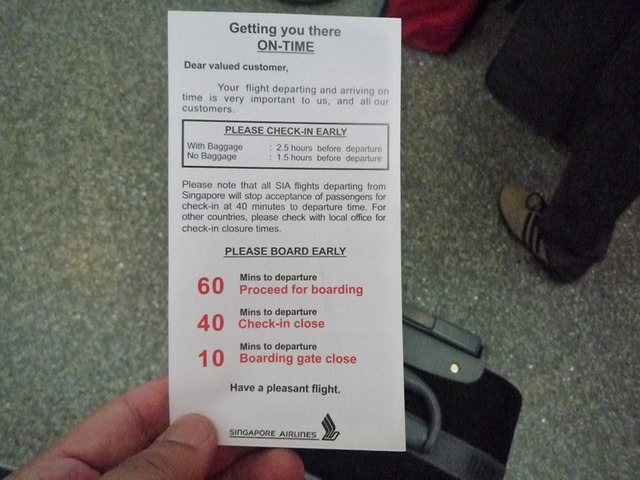 Getting you there
ON-TIME
Dear valued customer,
Your flight departing and arriving on
time is very important to us, and all our
customers.
PLEASE CHECK-IN EARLY
With Baggage : 2.5 hours before departure
No Baggage : 1.5 hours before departure
Please note that all SIA flights departing from
Singapore will stop acceptance of passengers for
check-in at 40 minutes to departure time. For
other countries, please check with local office for
check-in closure times.
PLEASE BOARD EARLY
60 Mins to departure
Proceed for boarding
40 Mins to departure
Check-in close
10 Mins to departure
Boarding gate close
Have a pleasant flight.
SINGAPORE AIRLINES